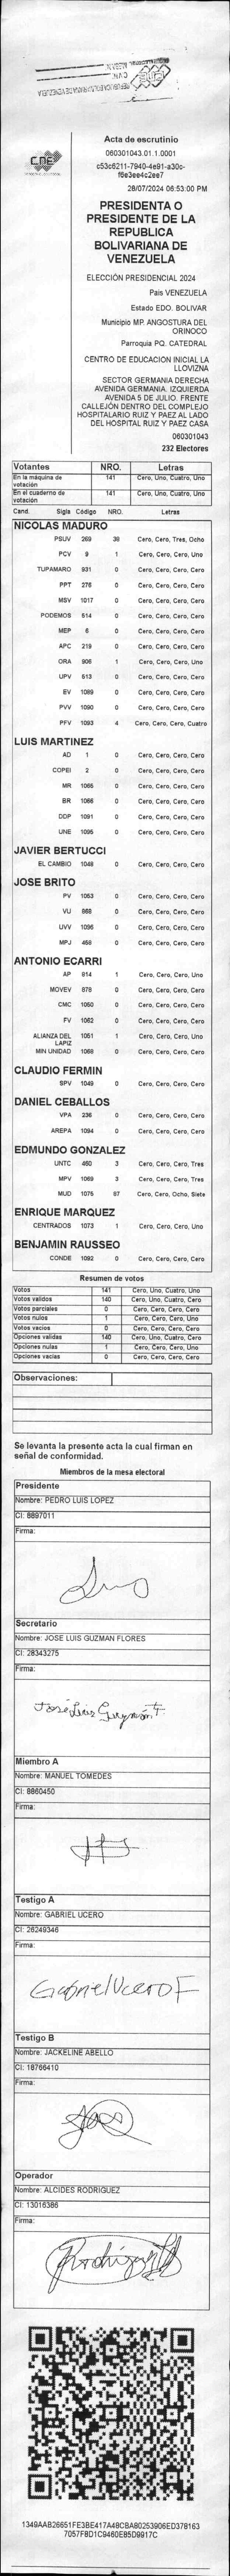 CNE
Acta de escrutinio
060301043.01.1.0001
c53c6211-7940-4e91-a30c-
f6e3ee4c2ee7
28/07/2024 06:53:00 PM
PRESIDENTA O
PRESIDENTE DE LA
REPUBLICA
BOLIVARIANA DE
VENEZUELA
ELECCIÓN PRESIDENCIAL 2024
Pais VENEZUELA
Estado EDO. BOLIVAR
Municipio MP. ANGOSTURA DEL
ORINOCO
Parroquia PQ. CATEDRAL
CENTRO DE EDUCACION INICIAL LA
LLOVIZNA
SECTOR GERMANIA DERECHA
AVENIDA GERMANIA. IZQUIERDA
AVENIDA 5 DE JULIO. FRENTE
CALLEJÓN DENTRO DEL COMPLEJO
HOSPITALARIO RUIZ Y PAEZ AL LADO
DEL HOSPITAL RUIZ Y PAEZ CASA
060301043
232 Electores
Votantes NRO. Letras
En la máquina de votación 141 Cero, Uno, Cuatro, Uno
En el cuaderno de votación 141 Cero, Uno, Cuatro, Uno
Cand. Sigla Código NRO. Letras
NICOLAS MADURO
PSUV 269 38 Cero, Cero, Tres, Ocho
PCV 9 1 Cero, Cero, Cero, Uno
TUPAMARO 931 0 Cero, Cero, Cero, Cero
PPT 276 0 Cero, Cero, Cero, Cero
MSV 1017 0 Cero, Cero, Cero, Cero
PODEMOS 514 0 Cero, Cero, Cero, Cero
MEP 6 0 Cero, Cero, Cero, Cero
APC 219 0 Cero, Cero, Cero, Cero
ORA 906 1 Cero, Cero, Cero, Uno
UPV 513 0 Cero, Cero, Cero, Cero
EV 1089 0 Cero, Cero, Cero, Cero
PVV 1090 0 Cero, Cero, Cero, Cero
PFV 1093 4 Cero, Cero, Cero, Cuatro
LUIS MARTINEZ
AD 1 0 Cero, Cero, Cero, Cero
COPEI 2 0 Cero, Cero, Cero, Cero
MR 1065 0 Cero, Cero, Cero, Cero
BR 1066 0 Cero, Cero, Cero, Cero
DDP 1091 0 Cero, Cero, Cero, Cero
UNE 1095 0 Cero, Cero, Cero, Cero
JAVIER BERTUCCI
EL CAMBIO 1048 0 Cero, Cero, Cero, Cero
JOSE BRITO
PV 1053 0 Cero, Cero, Cero, Cero
VU 868 0 Cero, Cero, Cero, Cero
UVV 1096 0 Cero, Cero, Cero, Cero
MPJ 458 0 Cero, Cero, Cero, Cero
ANTONIO ECARRI
AP 914 1 Cero, Cero, Cero, Uno
MOVEV 878 0 Cero, Cero, Cero, Cero
CMC 1050 0 Cero, Cero, Cero, Cero
FV 1062 0 Cero, Cero, Cero, Cero
ALIANZA DEL LAPIZ 1051 1 Cero, Cero, Cero, Uno
MIN UNIDAD 1068 0 Cero, Cero, Cero, Cero
CLAUDIO FERMIN
SPV 1049 0 Cero, Cero, Cero, Cero
DANIEL CEBALLOS
VPA 236 0 Cero, Cero, Cero, Cero
AREPA 1094 0 Cero, Cero, Cero, Cero
EDMUNDO GONZALEZ
UNTC 460 3 Cero, Cero, Cero, Tres
MPV 1069 3 Cero, Cero, Cero, Tres
MUD 1075 87 Cero, Cero, Ocho, Siete
ENRIQUE MARQUEZ
CENTRADOS 1073 1 Cero, Cero, Cero, Uno
BENJAMIN RAUSSEO
CONDE 1092 0 Cero, Cero, Cero, Cero
Resumen de votos
Votos 141 Cero, Uno, Cuatro, Uno
Votos validos 140 Cero, Uno, Cuatro, Cero
Votos parciales 0 Cero, Cero, Cero, Cero
Votos nulos 1 Cero, Cero, Cero, Uno
Votos vacios 0 Cero, Cero, Cero, Cero
Opciones validas 140 Cero, Uno, Cuatro, Cero
Opciones nulas 1 Cero, Cero, Cero, Uno
Opciones vacias 0 Cero, Cero, Cero, Cero
Observaciones:
Se levanta la presente acta la cual firman en
señal de conformidad.
Miembros de la mesa electoral
Presidente
Nombre: PEDRO LUIS LOPEZ
CI: 8897011
Firma:
Secretario
Nombre: JOSE LUIS GUZMAN FLORES
CI: 28343275
Firma:
José Luis Guzmán F.
Miembro A
Nombre: MANUEL TOMEDES
CI: 8860450
Firma:
Testigo A
Nombre: GABRIEL UCERO
CI: 26249346
Firma:
Gabriel Ucero F
Testigo B
Nombre: JACKELINE ABELLO
CI: 18766410
Firma:
Operador
Nombre: ALCIDES RODRIGUEZ
CI: 13016386
Firma:
1349AAB26651FE3BE417A48CBA80253906ED378163
7057F8D1C9460E85D9917C